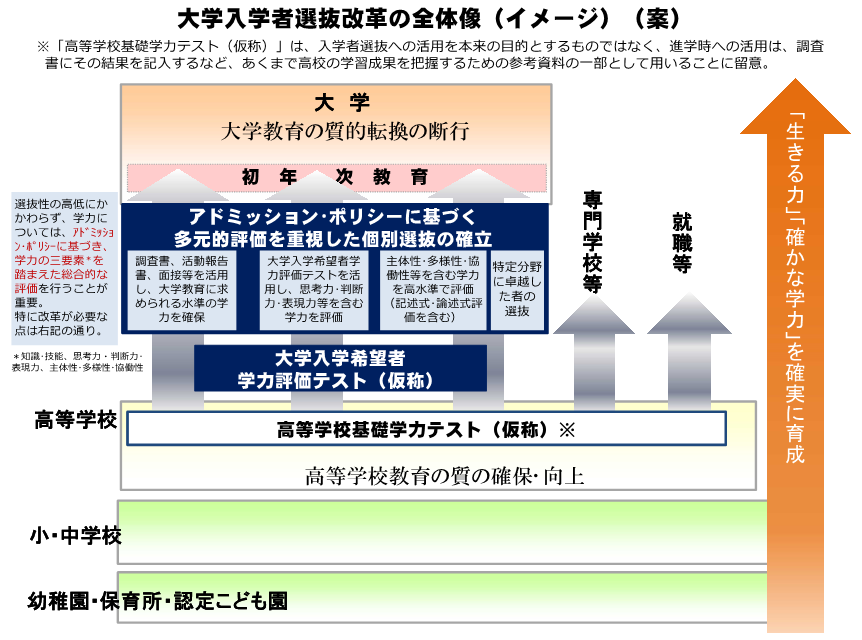 大学入学者選抜改革の全体像（イメージ）（案）
※「高等学校基礎学力テスト（仮称）」は、入学者選抜への活用を本来の目的とするものではなく、進学時への活用は、調査
書にその結果を記入するなど、あくまで高校の学習成果を把握するための参考資料の一部として用いることに留意。
大 学
大学教育の質的転換の断行
初 年 次 教 育
アドミッション・ポリシーに基づく
多元的評価を重視した個別選抜の確立
調査書、活動報告
書、面接等を活用
し、大学教育に求
められる水準の学
力を確保
大学入学希望者学
力評価テストを活
用し、思考力・判断
力・表現力等を含む
学力を評価
主体性・多様性・協
働性等を含む学力
を高水準で評価
（記述式・論述式評
価を含む）
特定分野
に卓越し
た者の
選抜
選抜性の高低にか
かわらず、学力に
ついては、ｱﾄﾞﾐｯｼｮ
ﾝ・ﾎﾟﾘｼｰに基づき、
学力の三要素＊を
踏まえた総合的な
評価を行うことが
重要。
特に改革が必要な
点は右記の通り。
＊知識・技能、思考力・判断力・
表現力、主体性・多様性・協働性
大学入学希望者
学力評価テスト（仮称）
専門学校等
就職等
「生きる力」「確かな学力」を確実に育成
高等学校
高等学校基礎学力テスト（仮称）※
高等学校教育の質の確保・向上
小・中学校
幼稚園・保育所・認定こども園